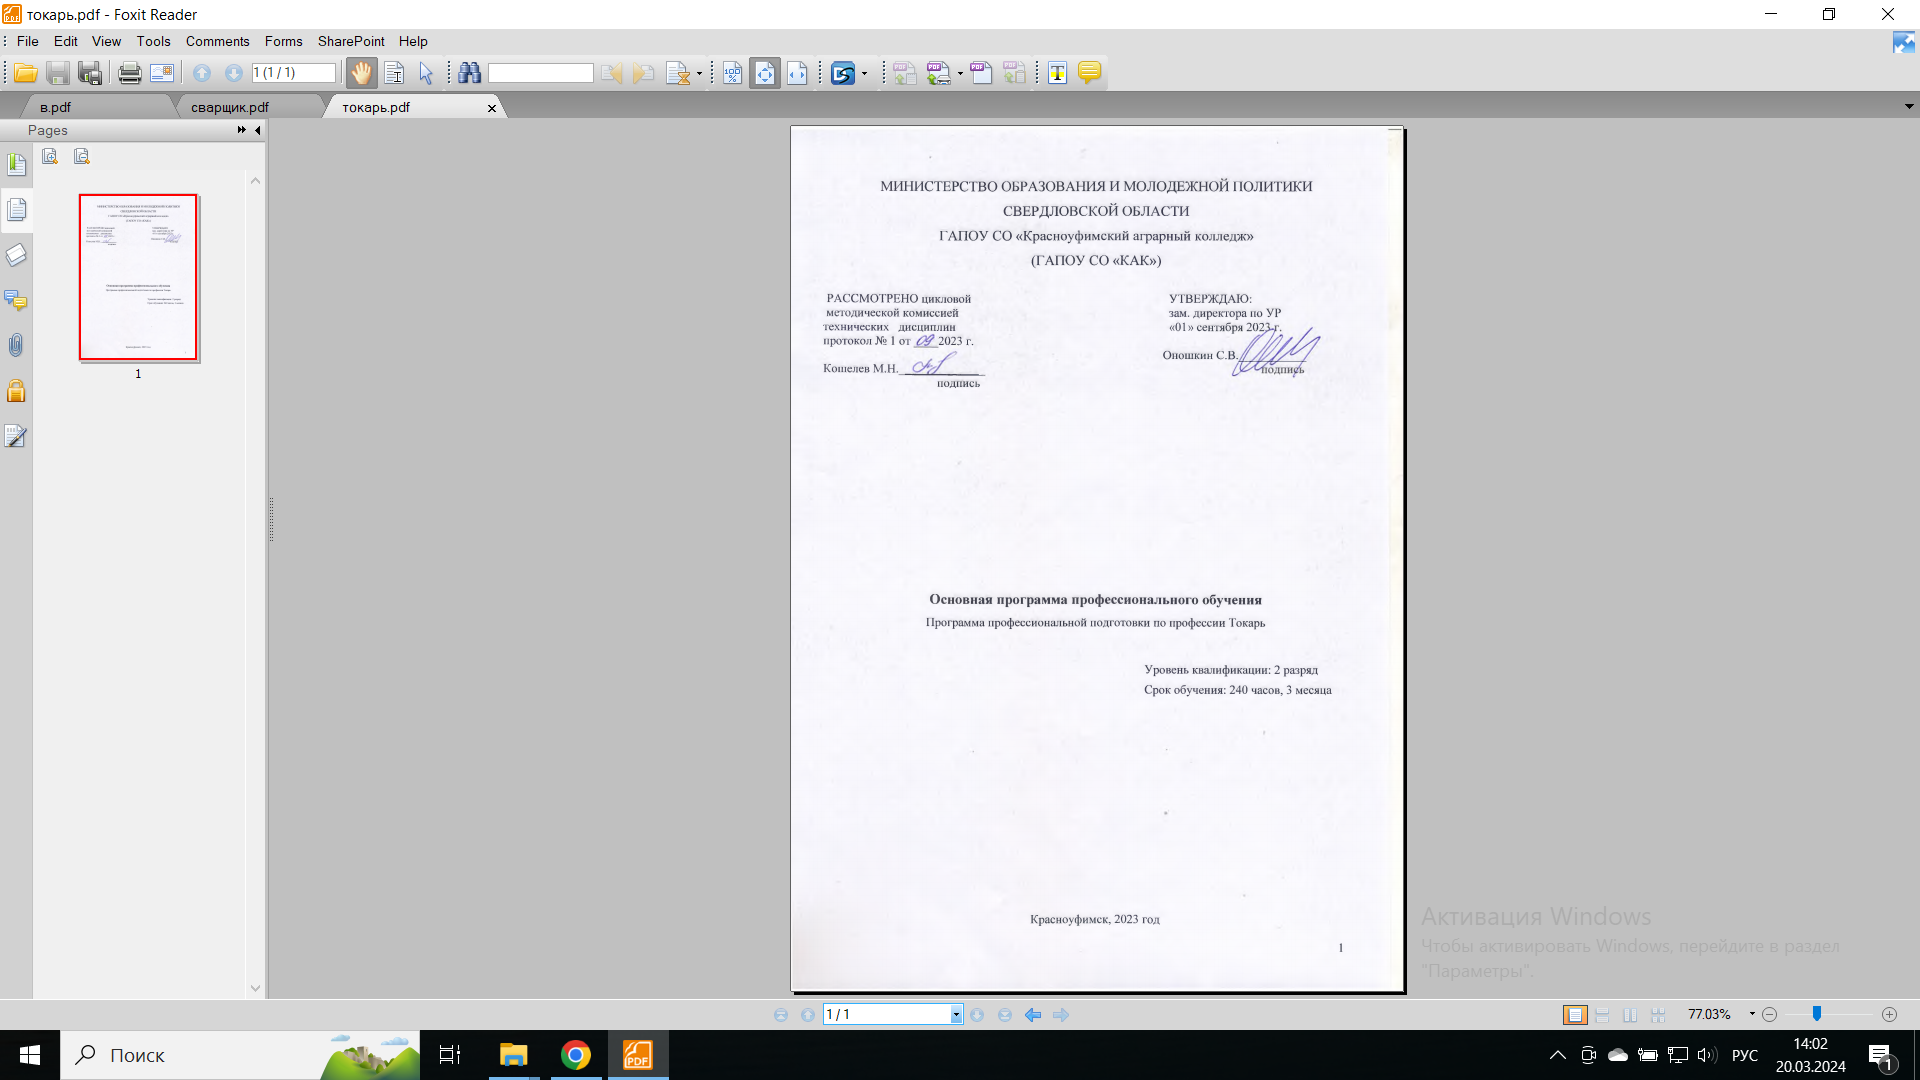 токарь.pdf - Foxit Reader
File Edit View Tools Comments Forms SharePoint Help
1 (1 / 1)
в.pdf
сварщик.pdf
токарь.pdf
Pages
1
МИНИСТЕРСТВО ОБРАЗОВАНИЯ И МОЛОДЕЖНОЙ ПОЛИТИКИ
СВЕРДЛОВСКОЙ ОБЛАСТИ
ГАПОУ СО «Красноуфимский аграрный колледж»
(ГАПОУ СО «КАК»)
РАССМОТРЕНО цикловой
методической комиссией
технических дисциплин
протокол № 1 от 09 2023 г.
Кошелев М.Н.
подпись
УТВЕРЖДАЮ:
зам. директора по УР
«01» сентября 2023 г.
Оношкин С.В.
подпись
Основная программа профессионального обучения
Программа профессиональной подготовки по профессии Токарь
Уровень квалификации: 2 разряд
Срок обучения: 240 часов, 3 месяца
Красноуфимск, 2023 год
1
Активация Windows
Чтобы активировать Windows, перейдите в раздел
"Параметры".
1 / 1
77.03%
Поиск
РУС
14:02
20.03.2024
1